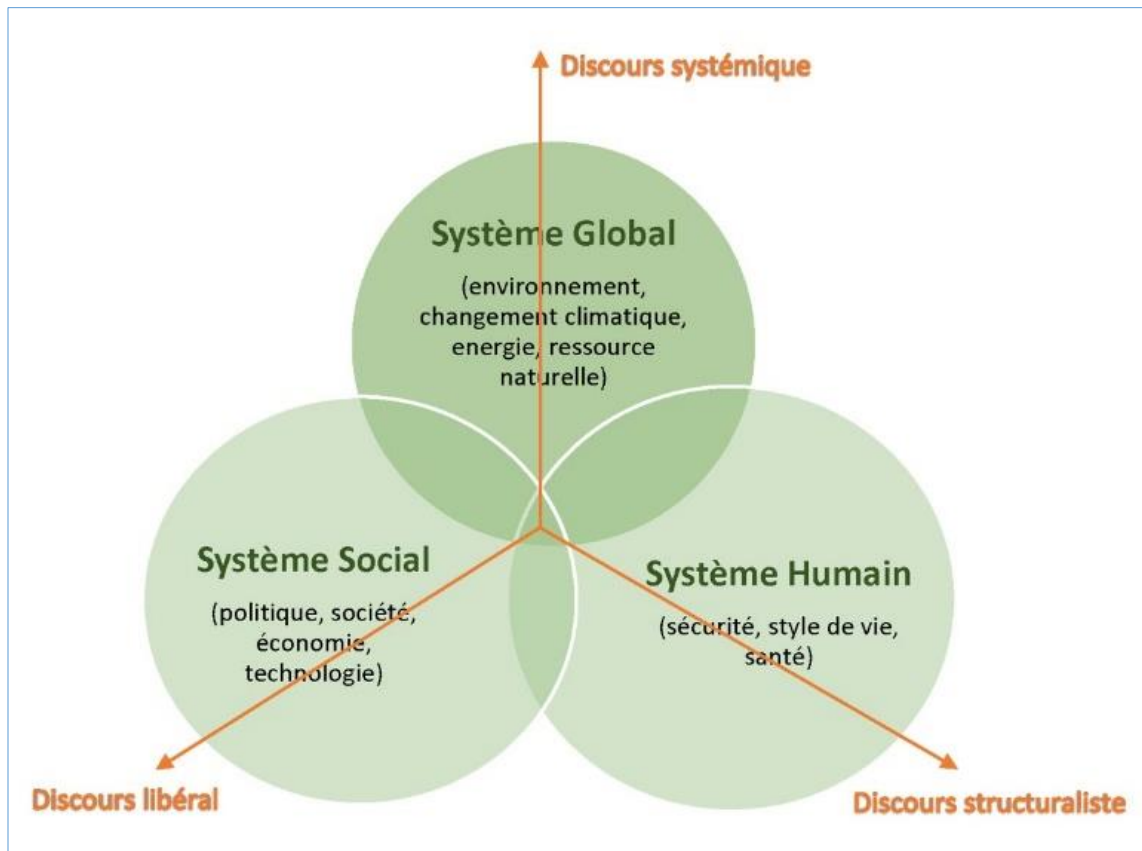 Discours systémique
Système Global
(environnement,
changement climatique,
energie, ressource
naturelle)
Système Social
(politique, société,
économie,
technologie)
Système Humain
(sécurité, style de vie,
santé)
Discours libéral
Discours structuraliste